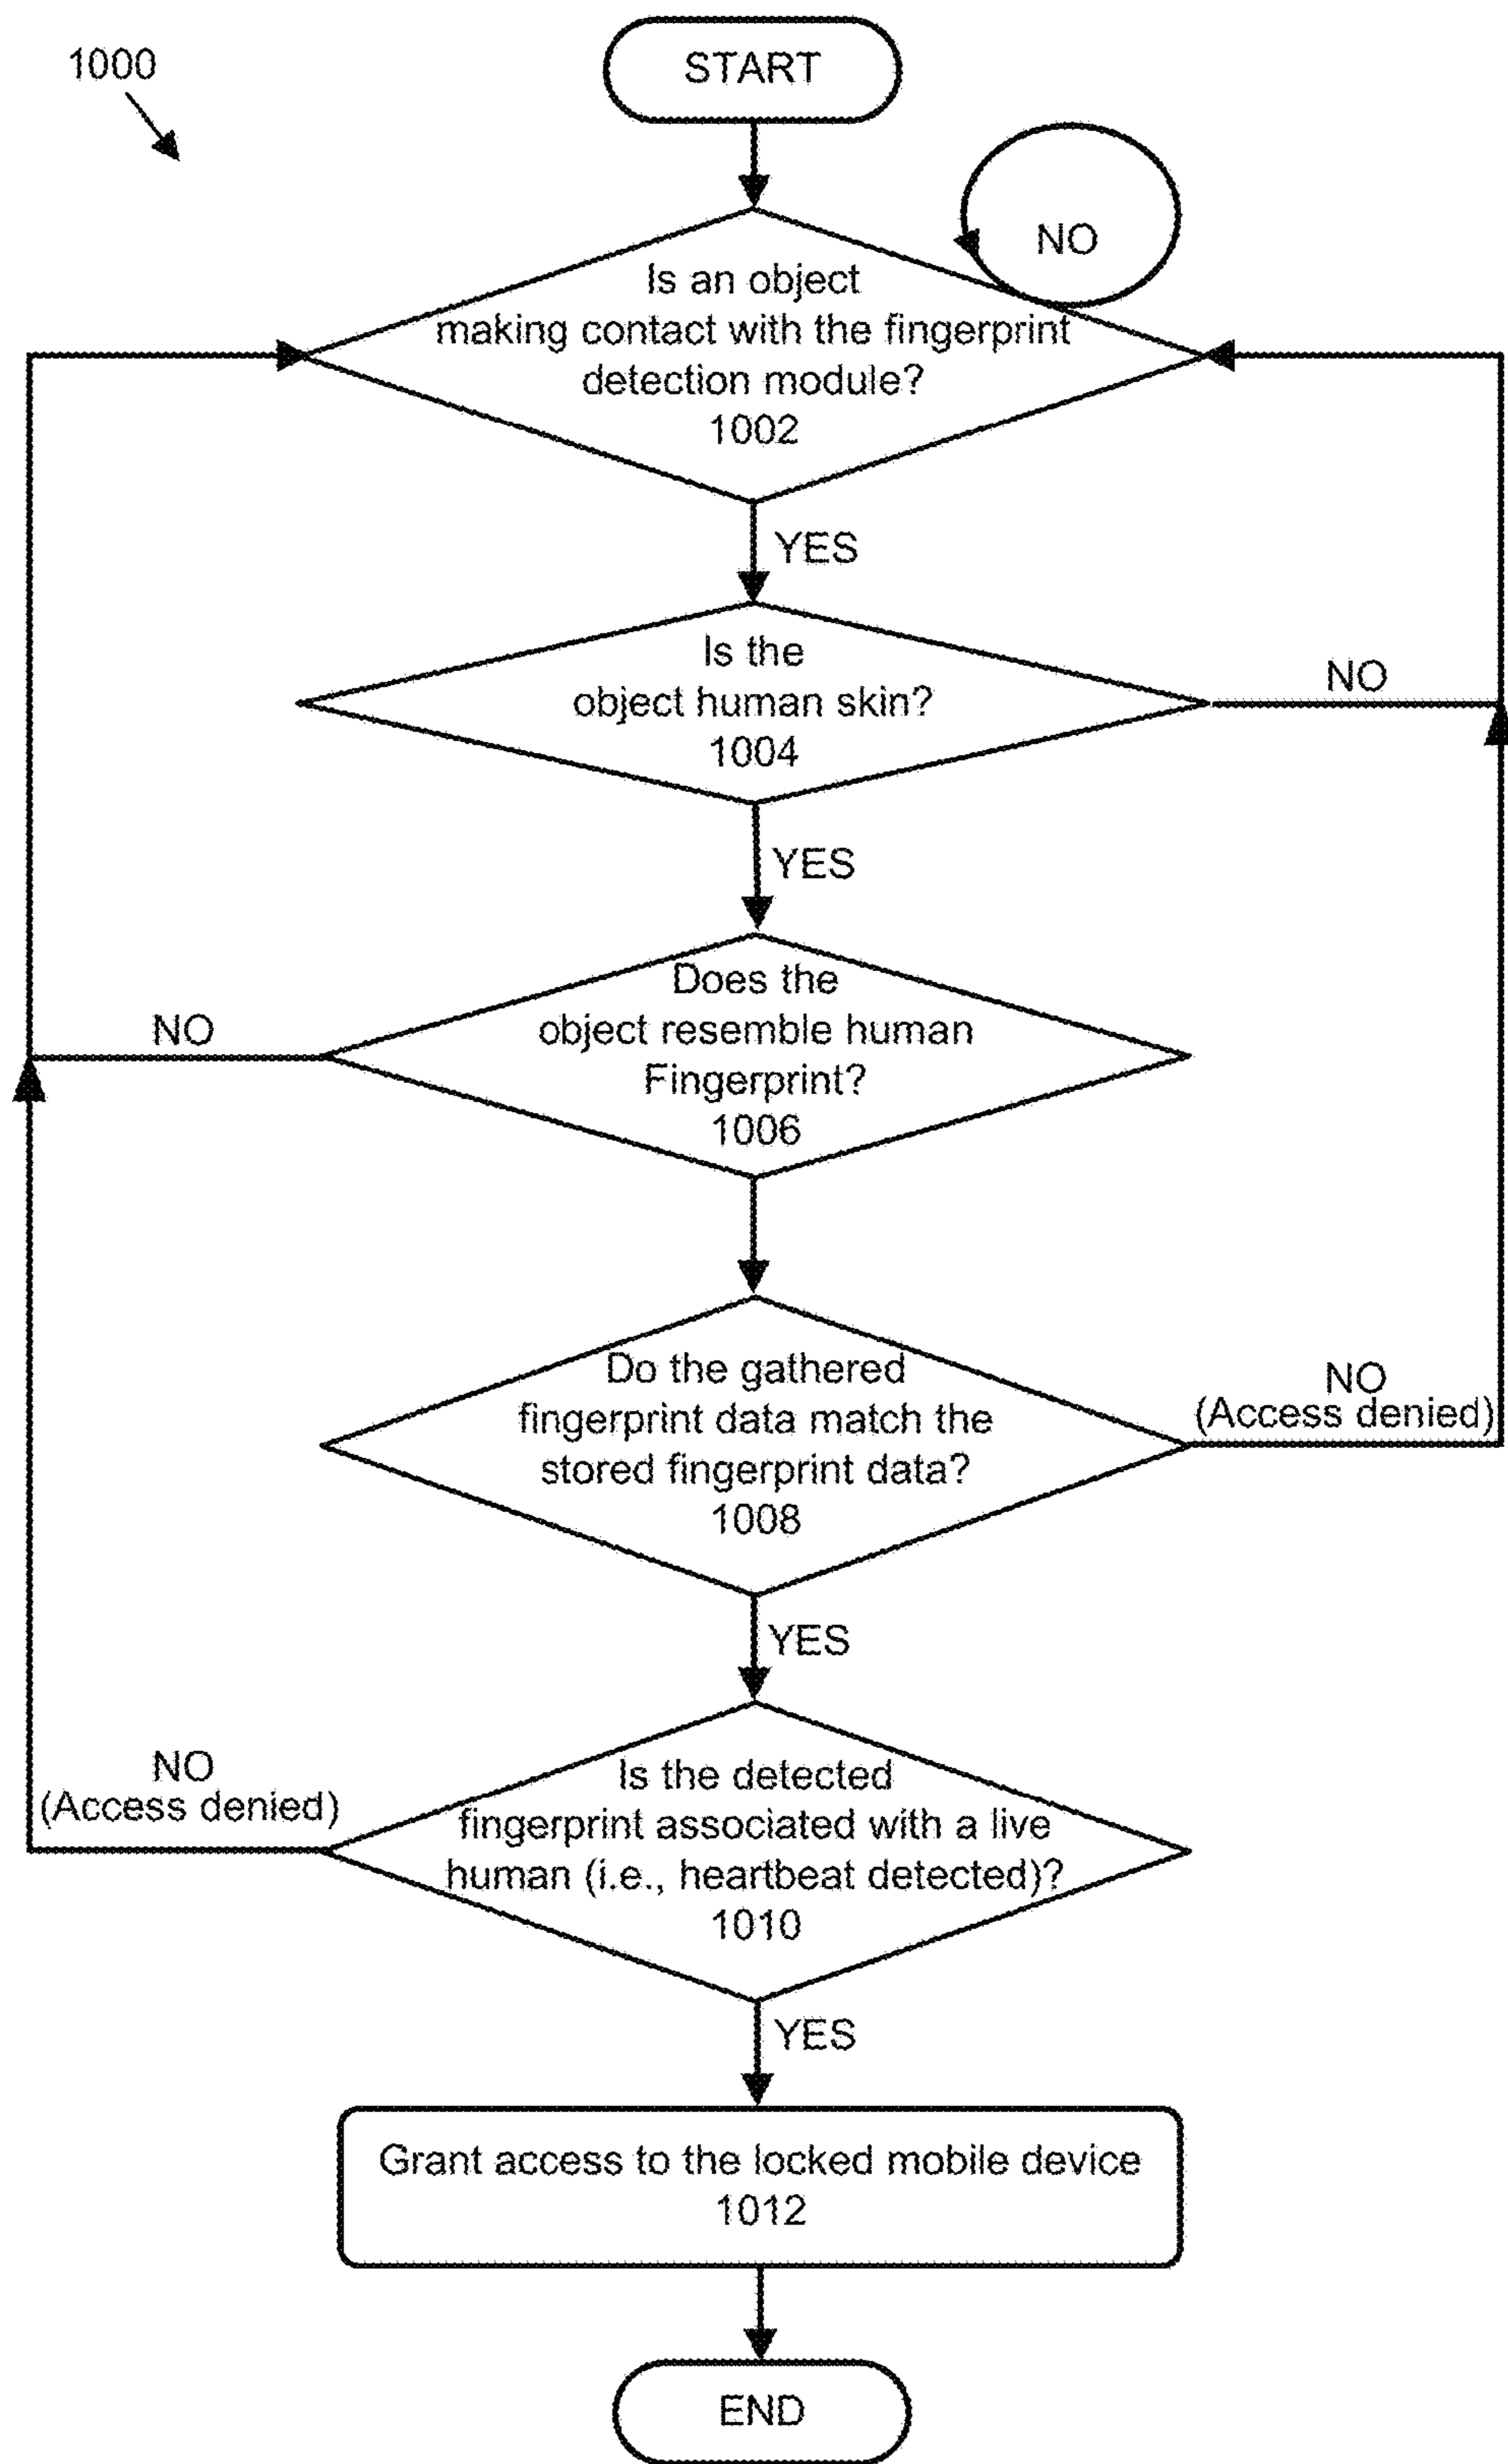 1000
START
NO
Is an object
making contact with the fingerprint
detection module?
1002
YES
Is the
object human skin?
1004
NO
YES
Does the
object resemble human
Fingerprint?
1006
NO
Do the gathered
fingerprint data match the
stored fingerprint data?
1008
NO
(Access denied)
YES
Is the detected
fingerprint associated with a live
human (i.e., heartbeat detected)?
1010
NO
(Access denied)
YES
Grant access to the locked mobile device
1012
END